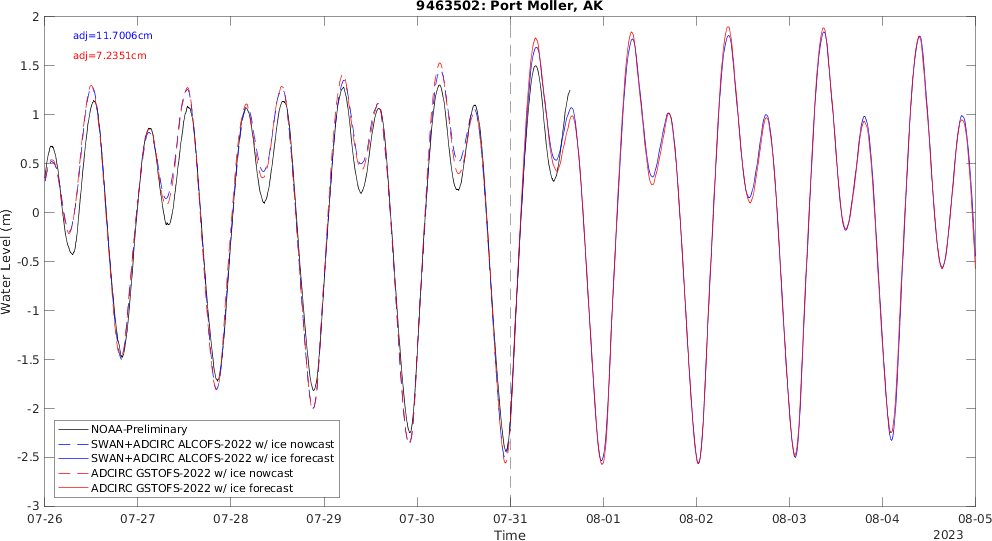 9463502: Port Moller, AK
adj=11.7006cm
adj=7.2351cm
Water Level (m)
2
1.5
1
0.5
0
-0.5
-1
-1.5
-2
-2.5
-3
NOAA-Preliminary
SWAN+ADCIRC ALCOFS-2022 w/ ice nowcast
SWAN+ADCIRC ALCOFS-2022 w/ ice forecast
ADCIRC GSTOFS-2022 w/ ice nowcast
ADCIRC GSTOFS-2022 w/ ice forecast
07-26 07-27 07-28 07-29 07-30 07-31 08-01 08-02 08-03 08-04 08-05
Time
2023